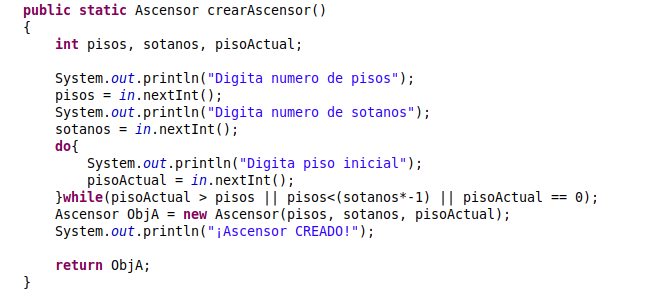 public static Ascensor crearAscensor()
{
int pisos, sotanos, pisoActual;
System.out.println("Digita numero de pisos");
pisos = in.nextInt();
System.out.println("Digita numero de sotanos");
sotanos = in.nextInt();
do{
System.out.println("Digita piso inicial");
pisoActual = in.nextInt();
}while(pisoActual > pisos || pisos<(sotanos*-1) || pisoActual == 0);
Ascensor ObjA = new Ascensor(pisos, sotanos, pisoActual);
System.out.println("¡Ascensor CREADO!");
return ObjA;
}